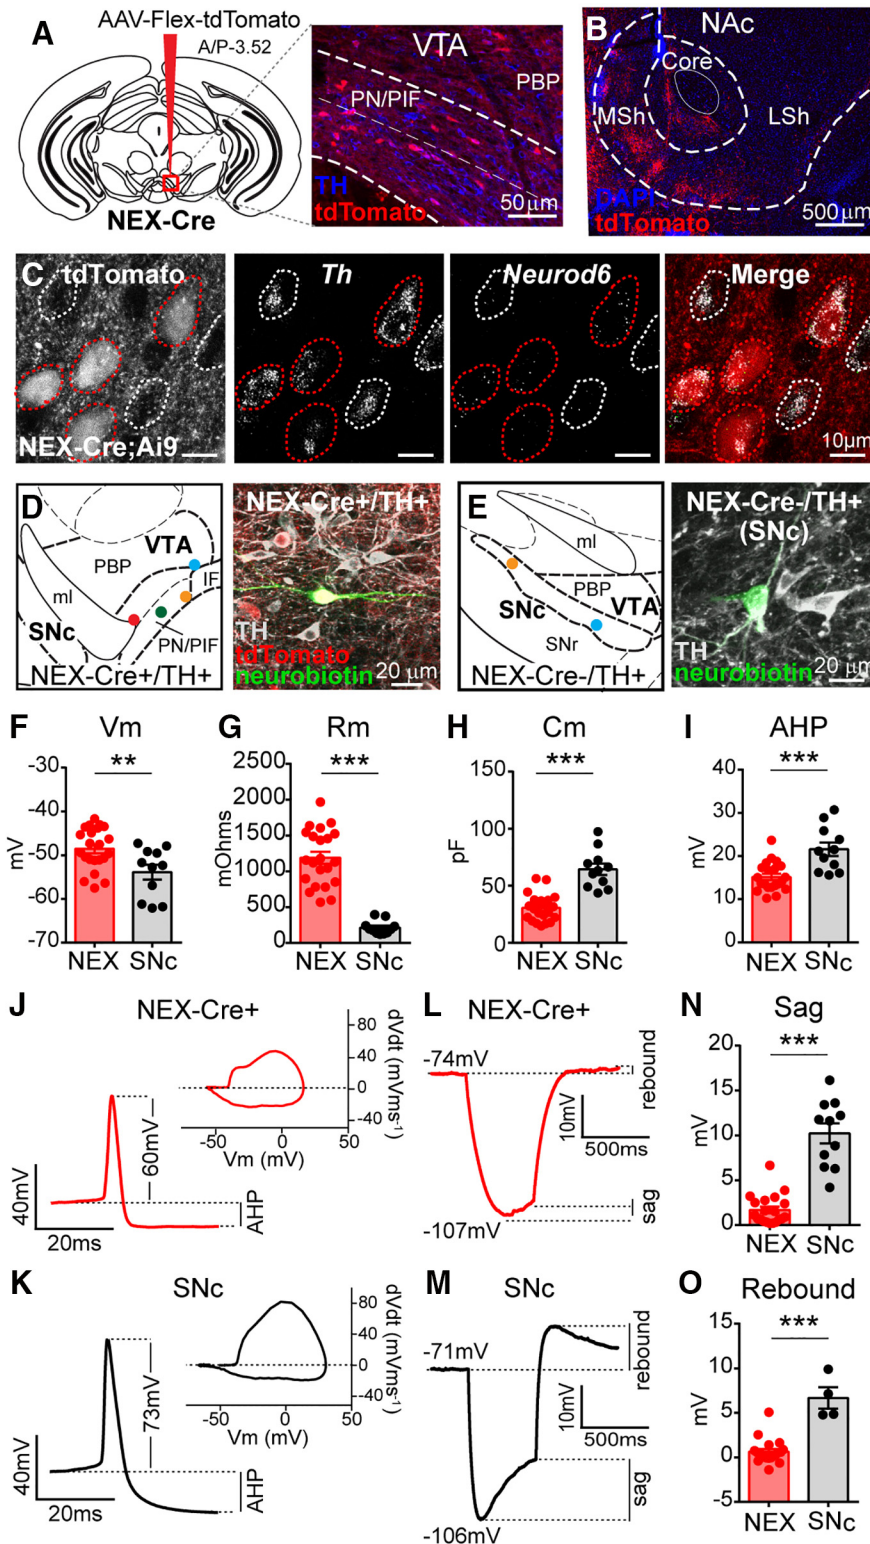 A
AAV-Flex-tdTomato
A/P-3.52
NEX-Cre
VTA
PBP
PN/PIF
TH
tdTomato
50 µm
B
NAc
Core
MSh
LSh
DAPI
tdTomato
500 µm
C
tdTomato
Th
Neurod6
Merge
NEX-Cre;Ai9
10µm
D
VTA
PBP
IF
ml
SNc
PN/PIF
NEX-Cre+/TH+
NEX-Cre+/TH+
TH
tdTomato
neurobiotin
20 µm
E
ml
PBP
SNc
VTA
SNr
NEX-Cre-/TH+
NEX-Cre-/TH+
(SNc)
TH
neurobiotin
20 µm
F
Vm
**
-30
-40
-50
-60
-70
mV
NEX SNc
G
Rm
***
2500
2000
1500
1000
500
0
mOhms
NEX SNc
H
Cm
***
150
100
50
0
pF
NEX SNc
I
AHP
***
40
30
20
10
0
mV
NEX SNc
J
NEX-Cre+
80
40
0
-40
dVdt (mVms-1)
-50 0 50
Vm (mV)
60mV
AHP
40mV
20ms
K
SNc
80
40
0
-40
dVdt (mVms-1)
-50 0 50
Vm (mV)
73mV
AHP
40mV
20ms
L
NEX-Cre+
-74mV
rebound
10mV
500ms
sag
-107mV
M
SNc
-71mV
rebound
10mV
500ms
sag
-106mV
N
Sag
***
20
15
10
5
0
mV
NEX SNc
O
Rebound
***
15
10
5
0
-5
mV
NEX SNc